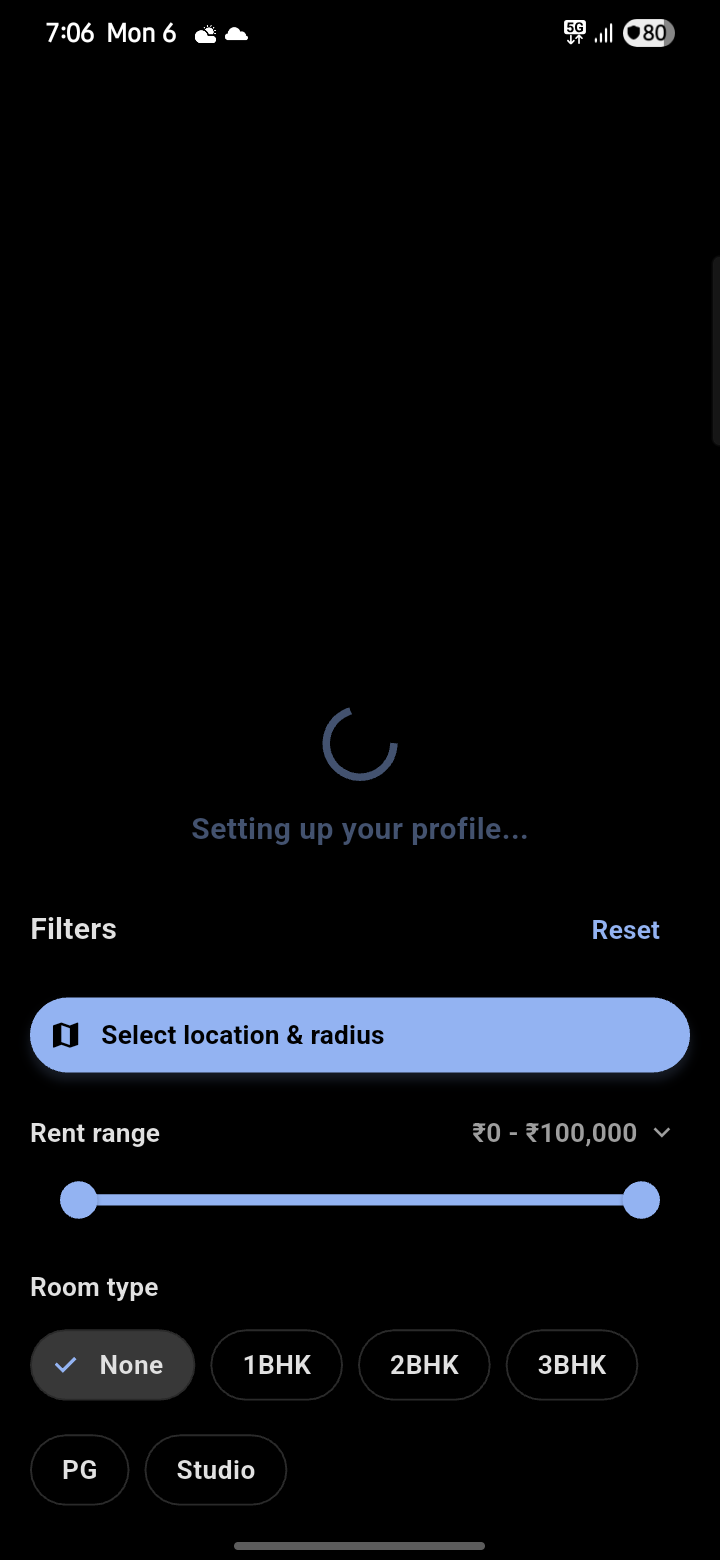 7:06 Mon 6 5G 80
Setting up your profile...
Filters Reset
Select location & radius
Rent range ₹0 - ₹100,000
Room type
None 1BHK 2BHK 3BHK
PG Studio